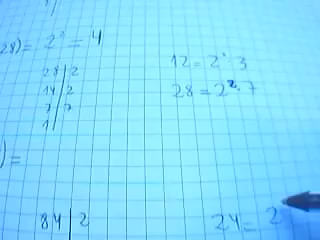 28) = 2² = 4
28 | 2
14 | 2
7 | 7
1 |
12 = 2² · 3
28 = 2² · 7
) =
84 | 2
24 = 2